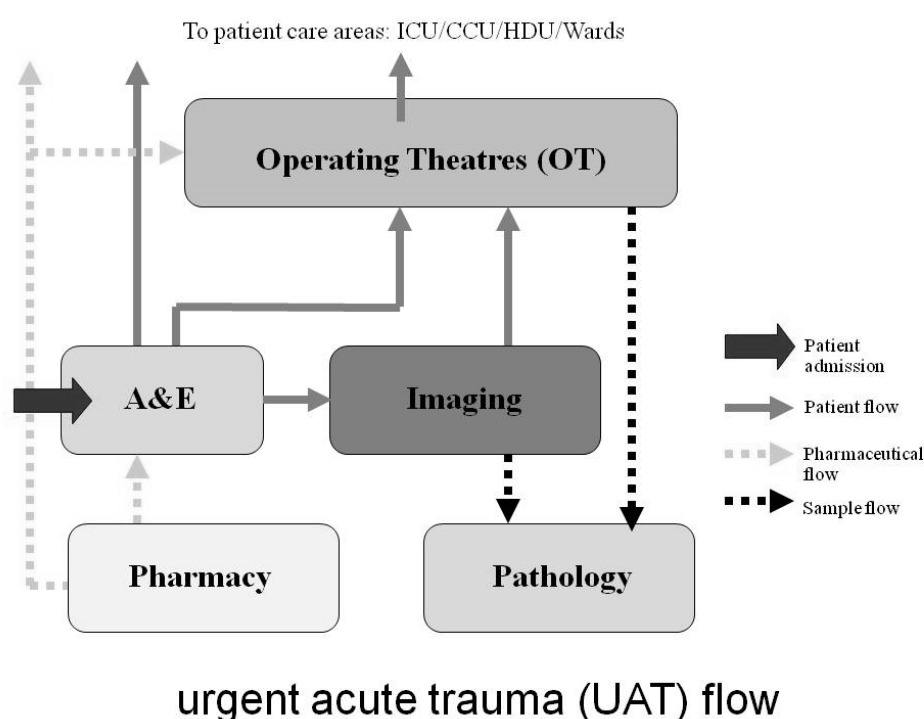 To patient care areas: ICU/CCU/HDU/Wards
Operating Theatres (OT)
A&E
Imaging
Patient
admission
Patient flow
Pharmaceutical
flow
Sample flow
Pharmacy
Pathology
urgent acute trauma (UAT) flow